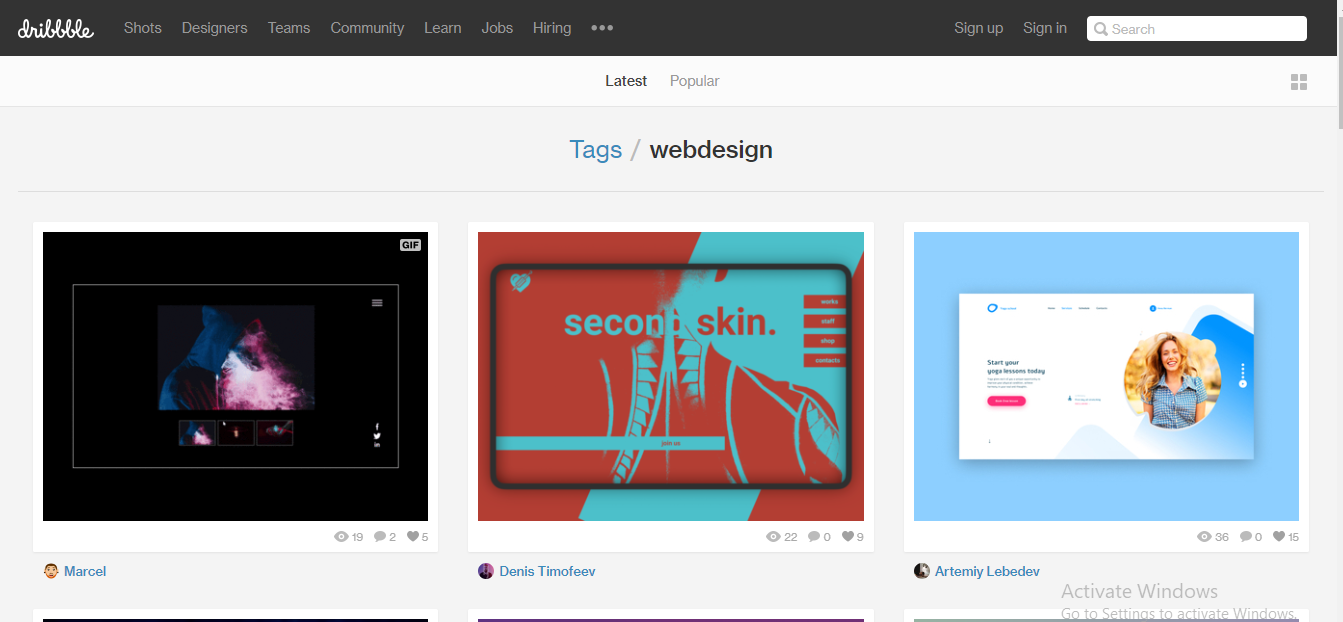 dribbble Shots Designers Teams Community Learn Jobs Hiring ••• Sign up Sign in Search
Latest Popular
Tags / webdesign
GIF
second skin.
works
staff
shop
contacts
join us
Start your
yoga lessons today
19 2 5
22 0 9
36 0 15
Marcel
Denis Timofeev
Artemiy Lebedev
Activate Windows
Go to Settings to activate Windows.